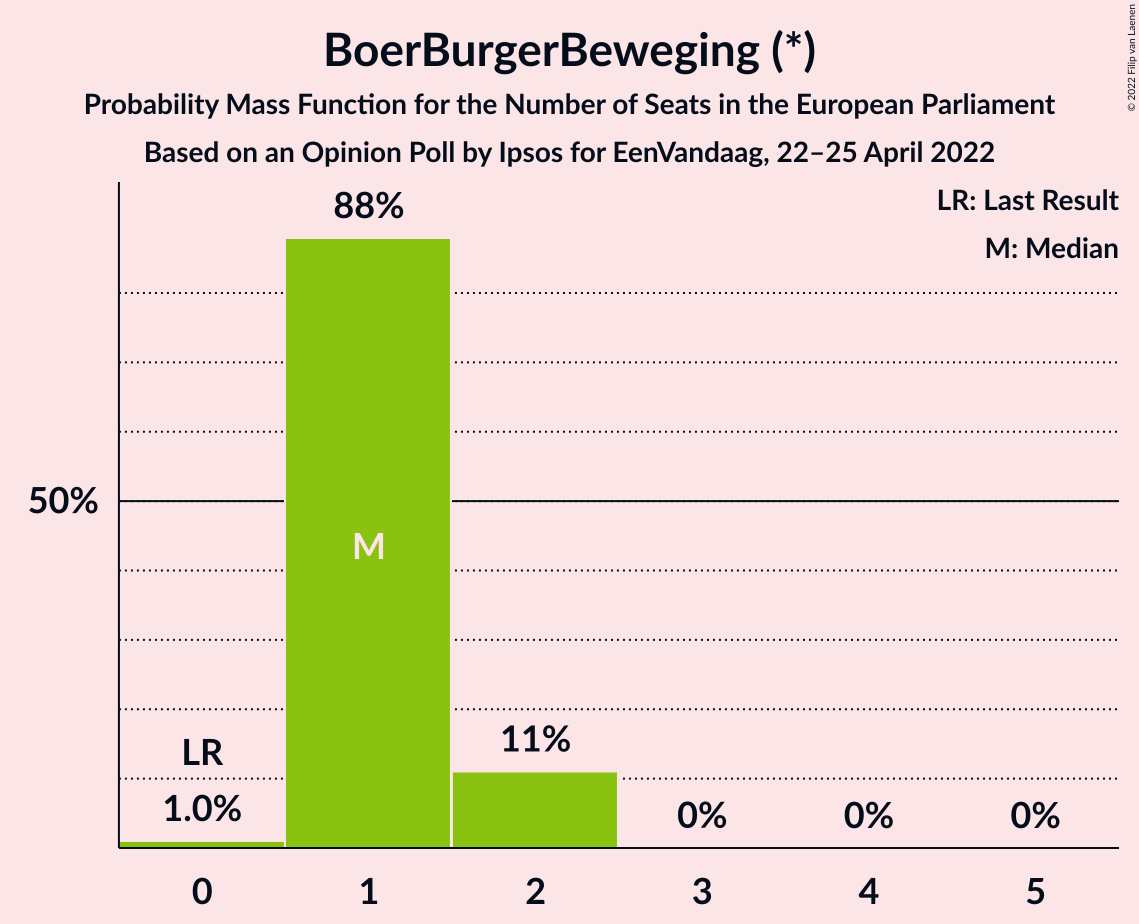 BoerBurgerBeweging (*)
Probability Mass Function for the Number of Seats in the European Parliament
Based on an Opinion Poll by Ipsos for EenVandaag, 22–25 April 2022
© 2022 Filip van Laenen
LR: Last Result
M: Median
88%
50%
M
LR
11%
1.0%
0%
0%
0%
0
1
2
3
4
5